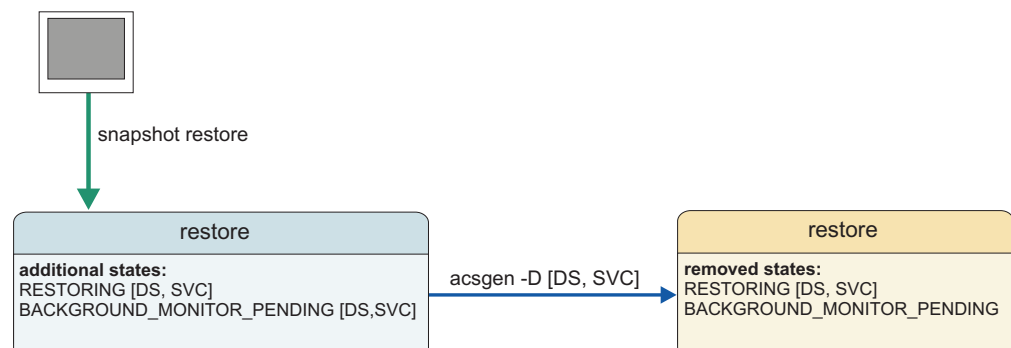 snapshot restore
restore
additional states:
RESTORING [DS, SVC]
BACKGROUND_MONITOR_PENDING [DS,SVC]
acsgen -D [DS, SVC]
restore
removed states:
RESTORING [DS, SVC]
BACKGROUND_MONITOR_PENDING